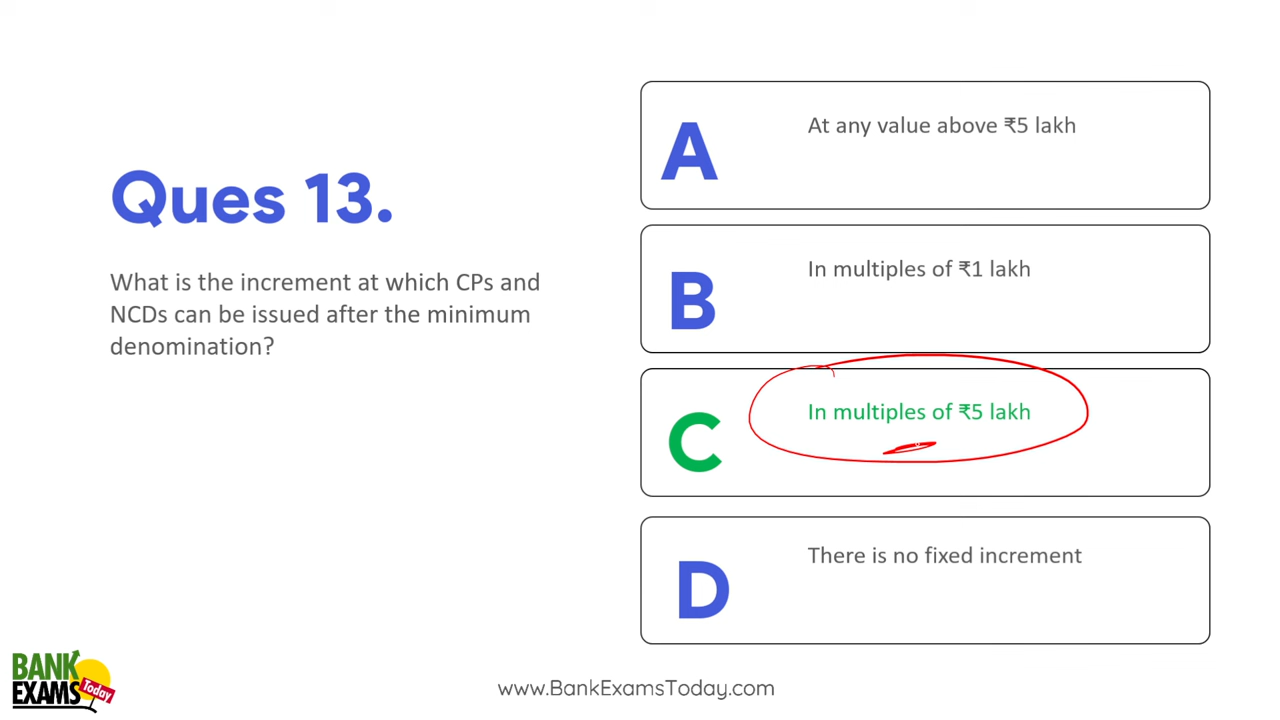 Ques 13.
What is the increment at which CPs and
NCDs can be issued after the minimum
denomination?
A
At any value above ₹5 lakh
B
In multiples of ₹1 lakh
C
In multiples of ₹5 lakh
D
There is no fixed increment
BANK
EXAMS
Today
www.BankExamsToday.com